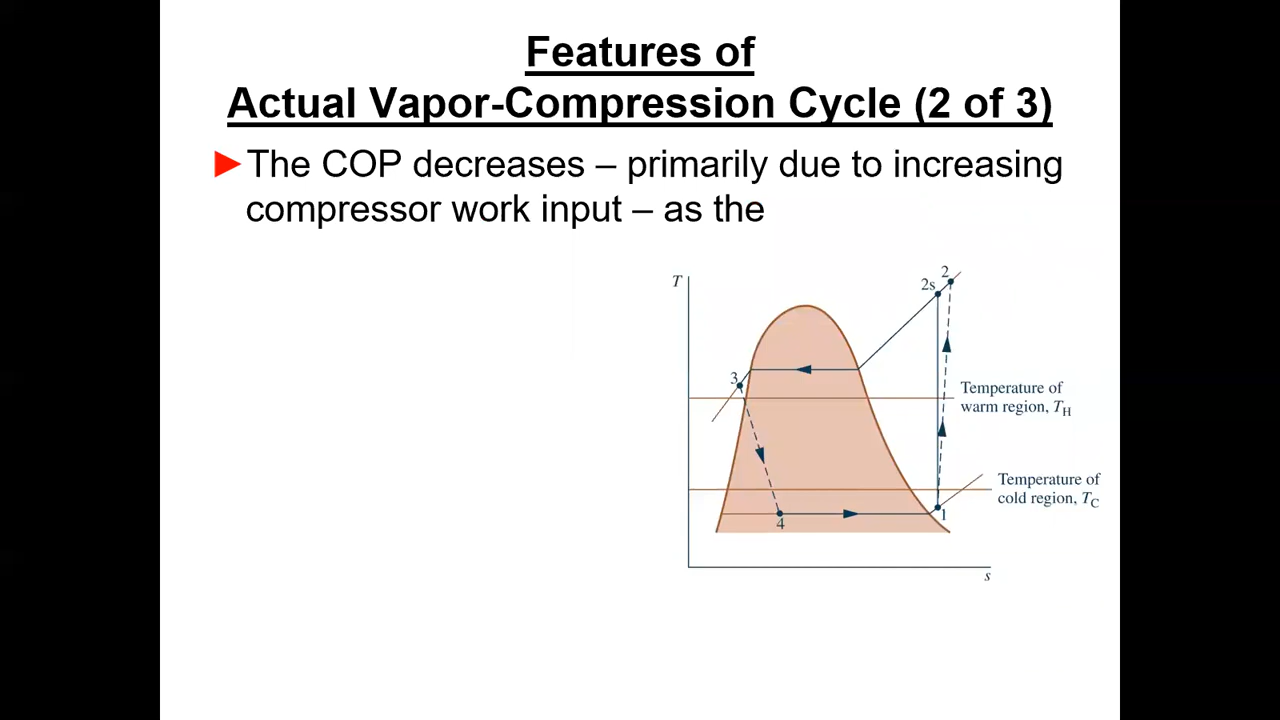 Features of
Actual Vapor-Compression Cycle (2 of 3)
►The COP decreases – primarily due to increasing
compressor work input – as the
T
2
2s
3
Temperature of
warm region, TH
Temperature of
cold region, TC
4
1
s